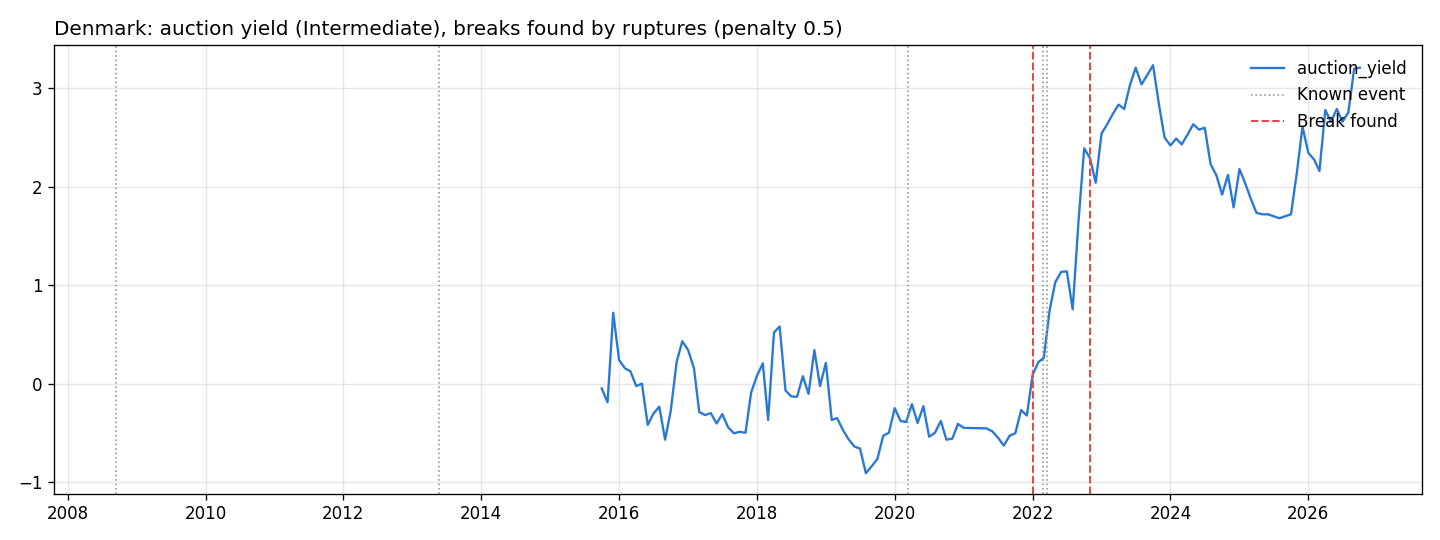 Denmark: auction yield (Intermediate), breaks found by ruptures (penalty 0.5)
auction_yield
Known event
Break found
3
2
1
0
−1
2008 2010 2012 2014 2016 2018 2020 2022 2024 2026